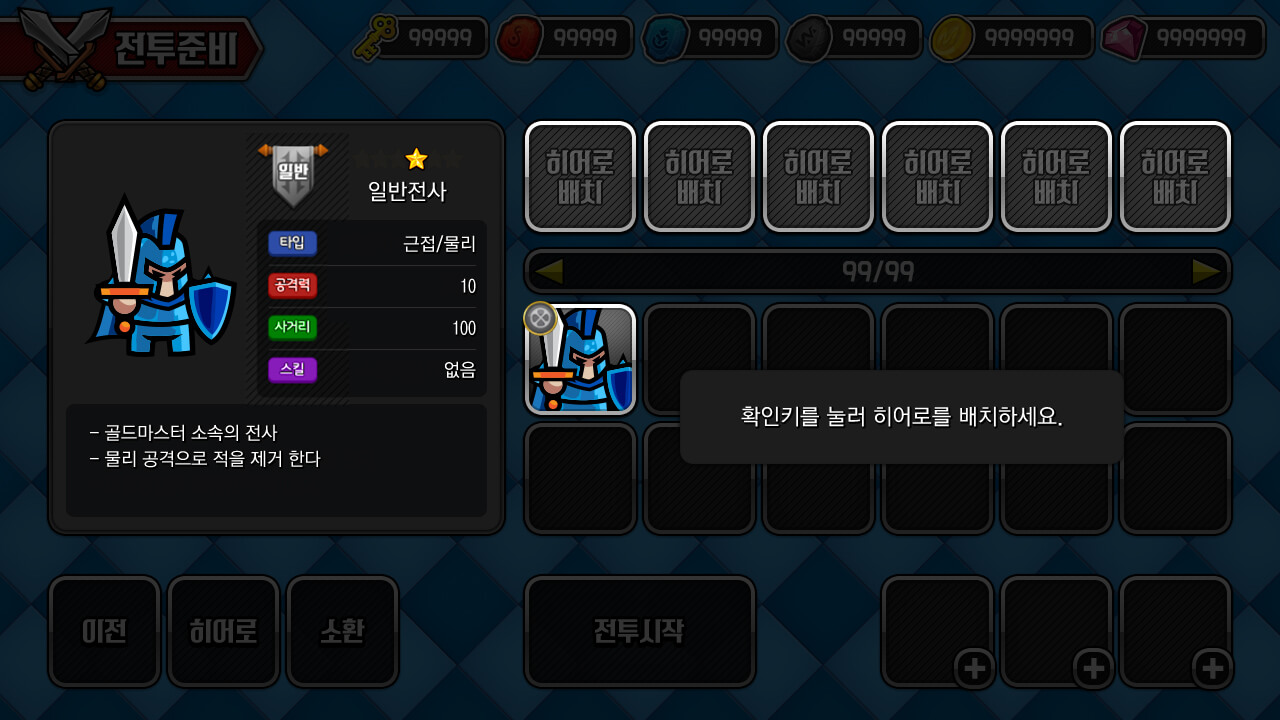 전투준비
99999
99999
99999
99999
9999999
9999999
일반
일반전사
타입
근접/물리
공격력
10
사거리
100
스킬
없음
- 골드마스터 소속의 전사
- 물리 공격으로 적을 제거 한다
히어로
배치
히어로
배치
히어로
배치
히어로
배치
히어로
배치
히어로
배치
99/99
확인키를 눌러 히어로를 배치하세요.
이전
히어로
소환
전투시작